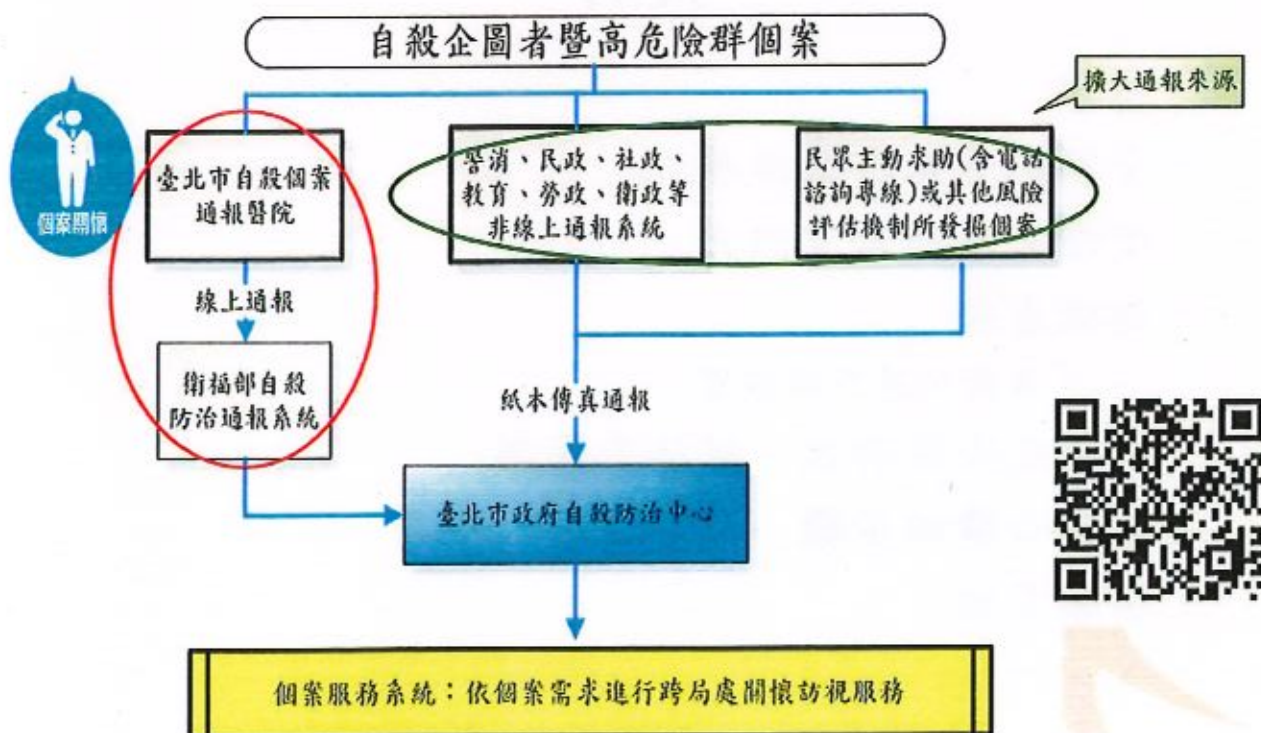 自殺企圖者暨高危險群個案
擴大通報來源
個案關懷
臺北市自殺個案
通報醫院
警消、民政、社政、
教育、勞政、衛政等
非線上通報系統
民眾主動求助(含電話
諮詢專線)或其他風險
評估機制所發掘個案
線上通報
衛福部自殺
防治通報系統
紙本傳真通報
臺北市政府自殺防治中心
個案服務系統：依個案需求進行跨局處關懷訪視服務